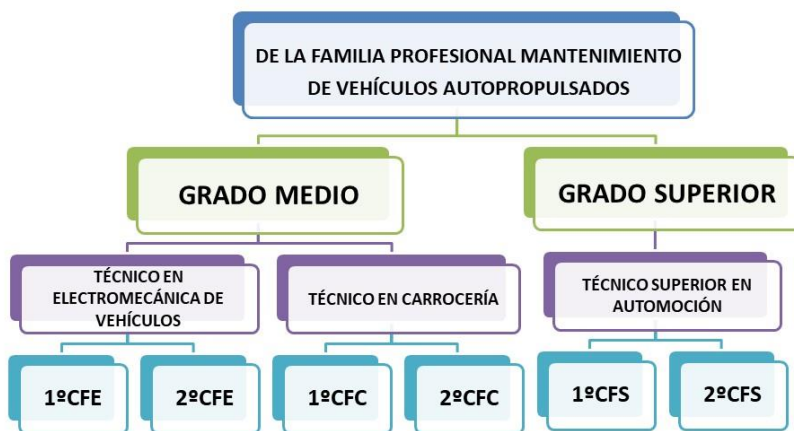 DE LA FAMILIA PROFESIONAL MANTENIMIENTO
DE VEHÍCULOS AUTOPROPULSADOS
GRADO MEDIO
GRADO SUPERIOR
TÉCNICO EN
ELECTROMECÁNICA DE
VEHÍCULOS
TÉCNICO EN CARROCERÍA
TÉCNICO SUPERIOR EN
AUTOMOCIÓN
1ºCFE
2ºCFE
1ºCFC
2ºCFC
1ºCFS
2ºCFS